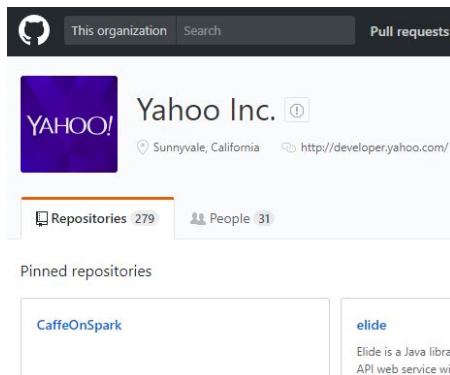 This organization Search Pull requests
YAHOO!
Yahoo Inc.
Sunnyvale, California http://developer.yahoo.com/
Repositories 279 People 31
Pinned repositories
CaffeOnSpark elide
Elide is a Java libra
API web service wi